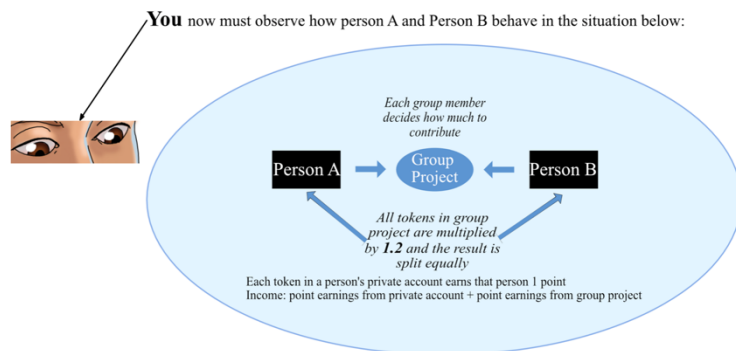 You now must observe how person A and Person B behave in the situation below:
Each group member
decides how much to
contribute
Person A
Group
Project
Person B
All tokens in group
project are multiplied
by 1.2 and the result is
split equally
Each token in a person's private account earns that person 1 point
Income: point earnings from private account + point earnings from group project